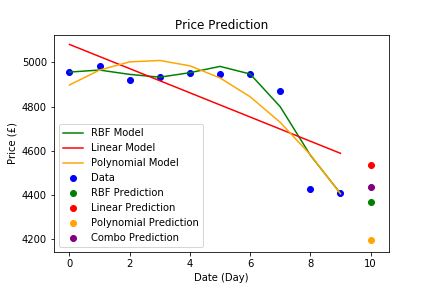 Price Prediction
Price (£)
5000
4800
4600
4400
4200
RBF Model
Linear Model
Polynomial Model
Data
RBF Prediction
Linear Prediction
Polynomial Prediction
Combo Prediction
0 2 4 6 8 10
Date (Day)